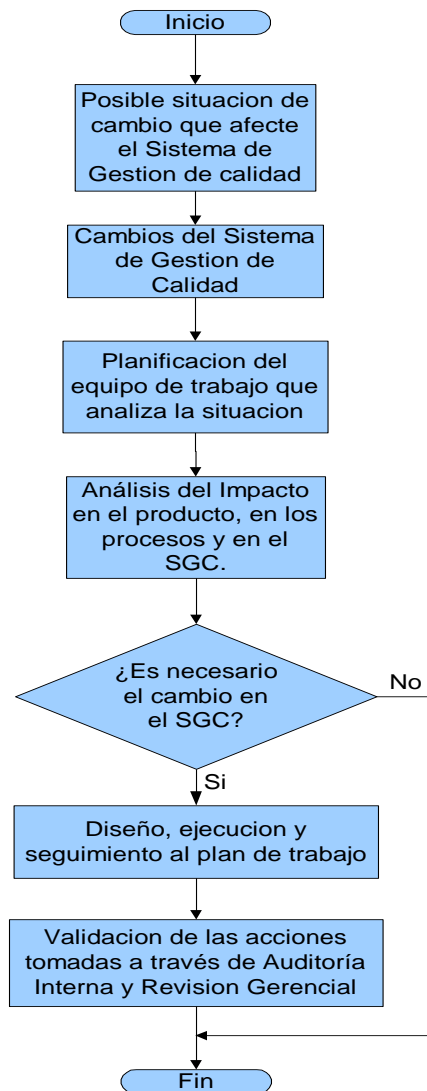 Inicio
Posible situacion de
cambio que afecte
el Sistema de
Gestion de calidad
Cambios del Sistema
de Gestion de
Calidad
Planificacion del
equipo de trabajo que
analiza la situacion
Análisis del Impacto
en el producto, en los
procesos y en el
SGC.
¿Es necesario
el cambio en
el SGC?
No
Si
Diseño, ejecucion y
seguimiento al plan de trabajo
Validacion de las acciones
tomadas a través de Auditoría
Interna y Revision Gerencial
Fin